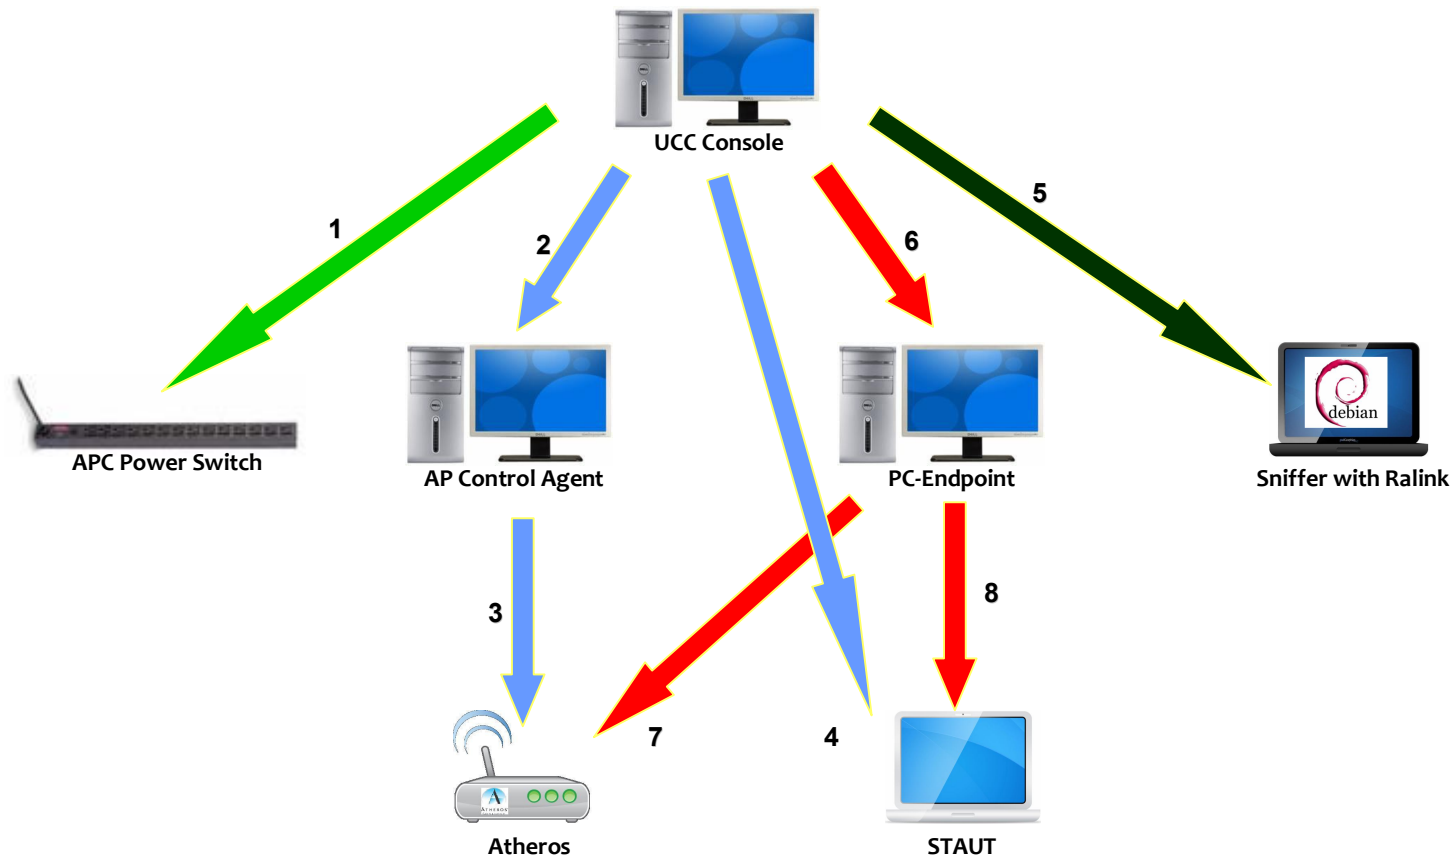 UCC Console
1
2
6
5
debian
APC Power Switch
AP Control Agent
PC-Endpoint
Sniffer with Ralink
3
8
7
4
ATHEROS
Atheros
STAUT